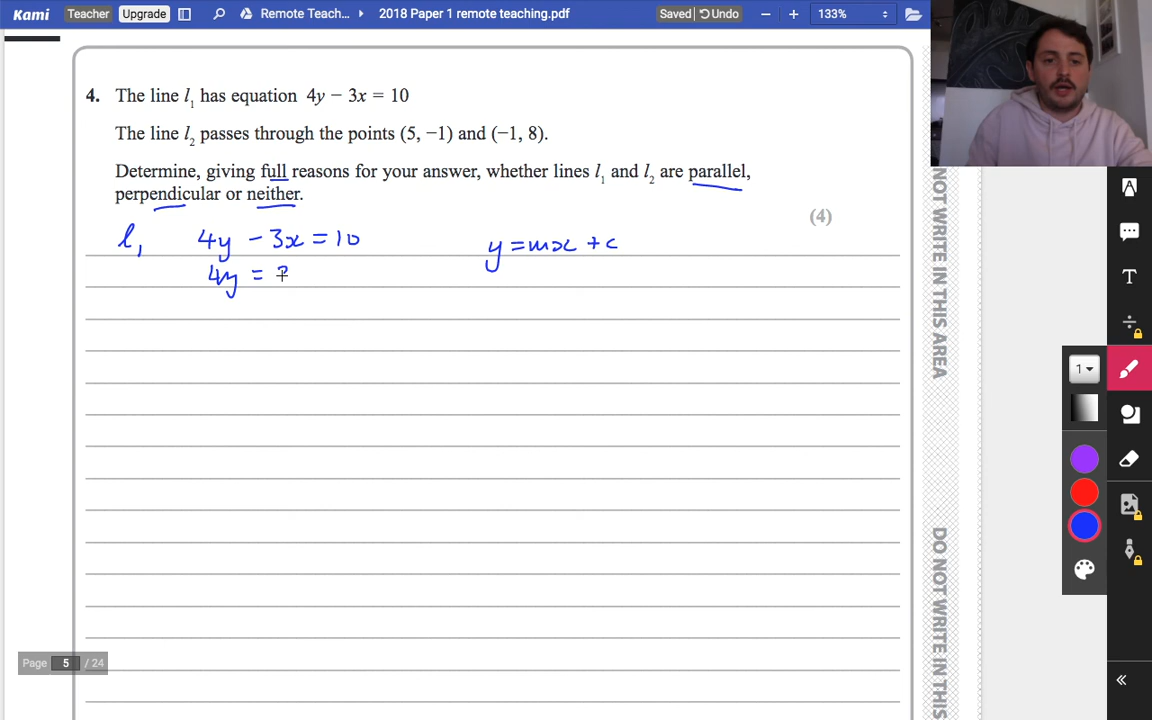 Kami Teacher Upgrade Remote Teach... 2018 Paper 1 remote teaching.pdf Saved Undo − + 133%
4. The line l₁ has equation 4y − 3x = 10
The line l₂ passes through the points (5, −1) and (−1, 8).
Determine, giving full reasons for your answer, whether lines l₁ and l₂ are parallel,
perpendicular or neither.
(4)
l₁ 4y − 3x = 10 y = mx + c
4y =
NOT WRITE IN THIS AREA
DO NOT WRITE IN THIS
T
1
Page 5 / 24